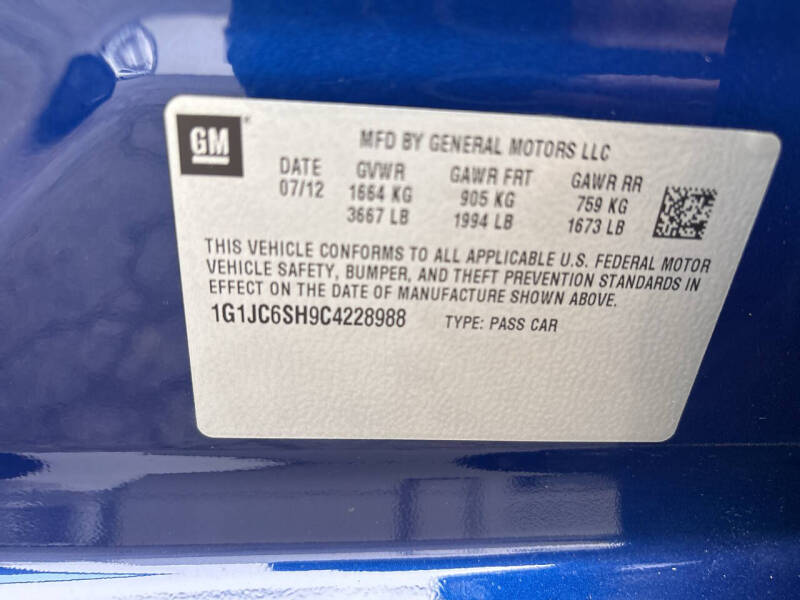 GM
MFD BY GENERAL MOTORS LLC
DATE GVWR GAWR FRT GAWR RR
07/12 1664 KG 905 KG 759 KG
3667 LB 1994 LB 1673 LB
THIS VEHICLE CONFORMS TO ALL APPLICABLE U.S. FEDERAL MOTOR
VEHICLE SAFETY, BUMPER, AND THEFT PREVENTION STANDARDS IN
EFFECT ON THE DATE OF MANUFACTURE SHOWN ABOVE.
1G1JC6SH9C4228988 TYPE: PASS CAR